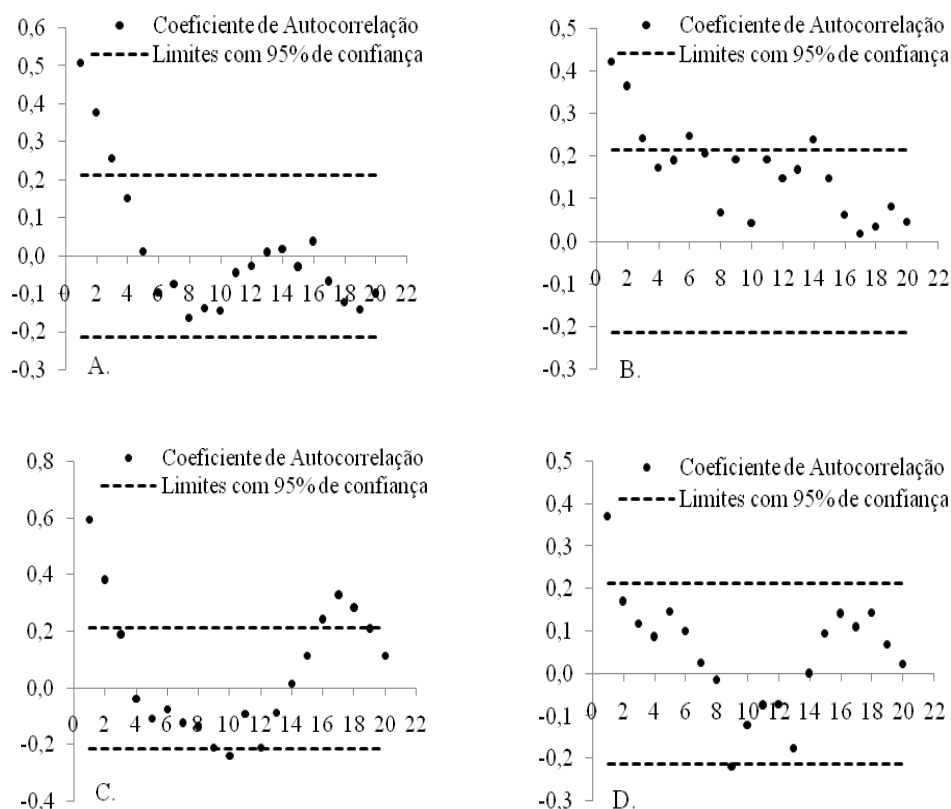 0,6
Coeficiente de Autocorrelação
Limites com 95% de confiança
0,5
0,4
0,3
0,2
0,1
0,0
-0,1
-0,2
-0,3
0 2 4 6 8 10 12 14 16 18 20 22
A.
0,5
Coeficiente de Autocorrelação
Limites com 95% de confiança
0,4
0,3
0,2
0,1
0,0
-0,1
-0,2
-0,3
0 2 4 6 8 10 12 14 16 18 20 22
B.
0,8
Coeficiente de Autocorrelação
Limites com 95% de confiança
0,6
0,4
0,2
0,0
-0,2
-0,4
0 2 4 6 8 10 12 14 16 18 20 22
C.
0,5
Coeficiente de Autocorrelação
Limites com 95% de confiança
0,4
0,3
0,2
0,1
0,0
-0,1
-0,2
-0,3
0 2 4 6 8 10 12 14 16 18 20 22
D.